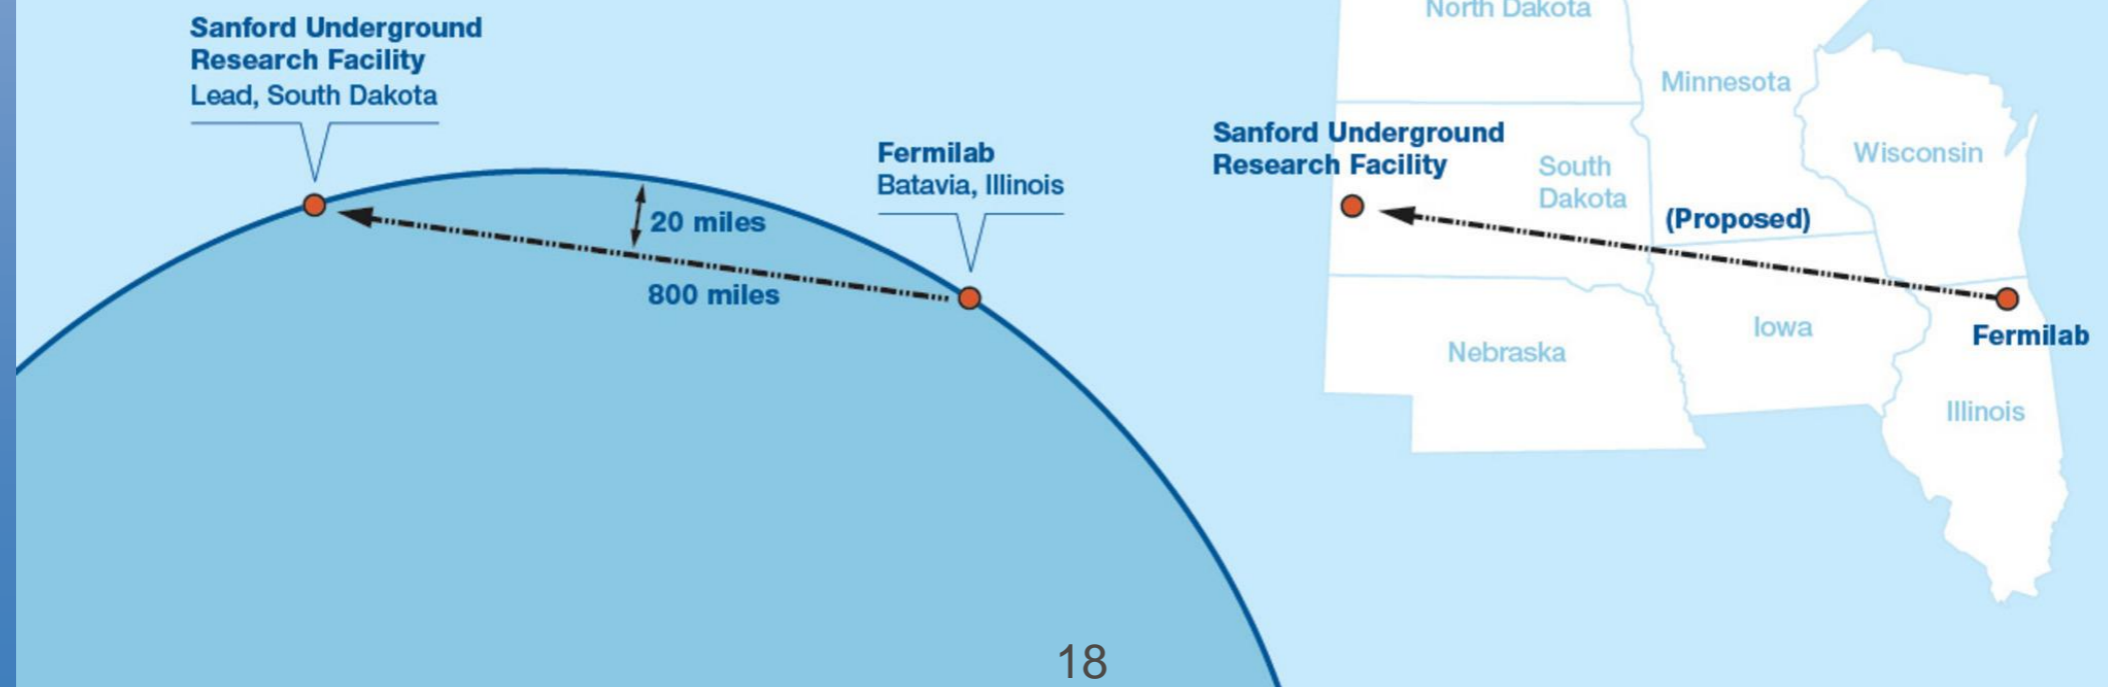 Sanford Underground
Research Facility
Lead, South Dakota
Fermilab
Batavia, Illinois
20 miles
800 miles
North Dakota
Minnesota
Wisconsin
Sanford Underground
Research Facility
South
Dakota
(Proposed)
Iowa
Nebraska
Fermilab
Illinois
18